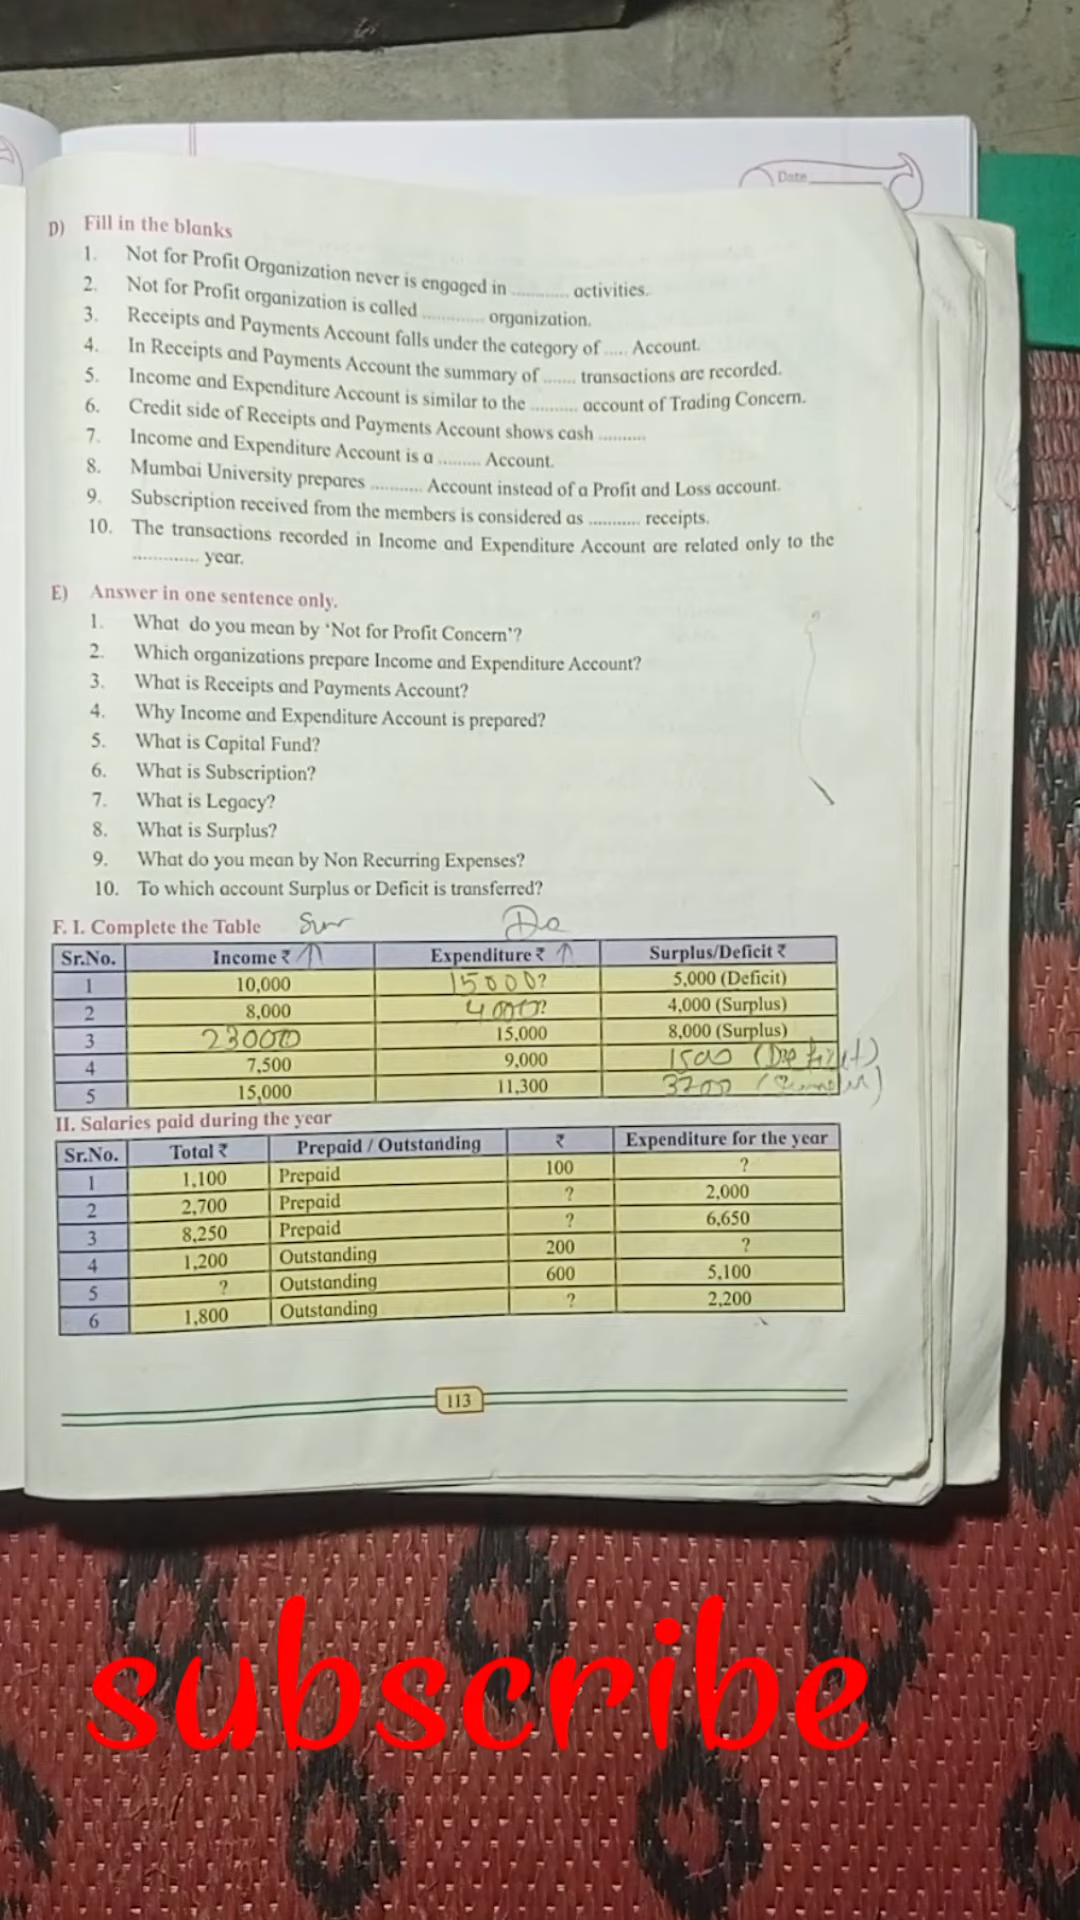 Date
D) Fill in the blanks
1. Not for Profit Organization never is engaged in ............ activities.
2. Not for Profit organization is called ............. organization.
3. Receipts and Payments Account falls under the category of ..... Account.
4. In Receipts and Payments Account the summary of ....... transactions are recorded.
5. Income and Expenditure Account is similar to the .......... account of Trading Concern.
6. Credit side of Receipts and Payments Account shows cash ..........
7. Income and Expenditure Account is a ......... Account.
8. Mumbai University prepares ........... Account instead of a Profit and Loss account.
9. Subscription received from the members is considered as ........... receipts.
10. The transactions recorded in Income and Expenditure Account are related only to the
.............. year.
E) Answer in one sentence only.
1. What do you mean by 'Not for Profit Concern'?
2. Which organizations prepare Income and Expenditure Account?
3. What is Receipts and Payments Account?
4. Why Income and Expenditure Account is prepared?
5. What is Capital Fund?
6. What is Subscription?
7. What is Legacy?
8. What is Surplus?
9. What do you mean by Non Recurring Expenses?
10. To which account Surplus or Deficit is transferred?
F. I. Complete the Table Sur De
Sr.No. Income ₹ ↑ Expenditure ₹ ↑ Surplus/Deficit ₹
1 10,000 15000? 5,000 (Deficit)
2 8,000 4000? 4,000 (Surplus)
3 23000 15,000 8,000 (Surplus)
4 7,500 9,000 1500 (Deficit)
5 15,000 11,300 3700
II. Salaries paid during the year
Sr.No. Total ₹ Prepaid / Outstanding ₹ Expenditure for the year
1 1,100 Prepaid 100 ?
2 2,700 Prepaid ? 2,000
3 8,250 Prepaid ? 6,650
4 1,200 Outstanding 200 ?
5 ? Outstanding 600 5,100
6 1,800 Outstanding ? 2,200
113
subscribe